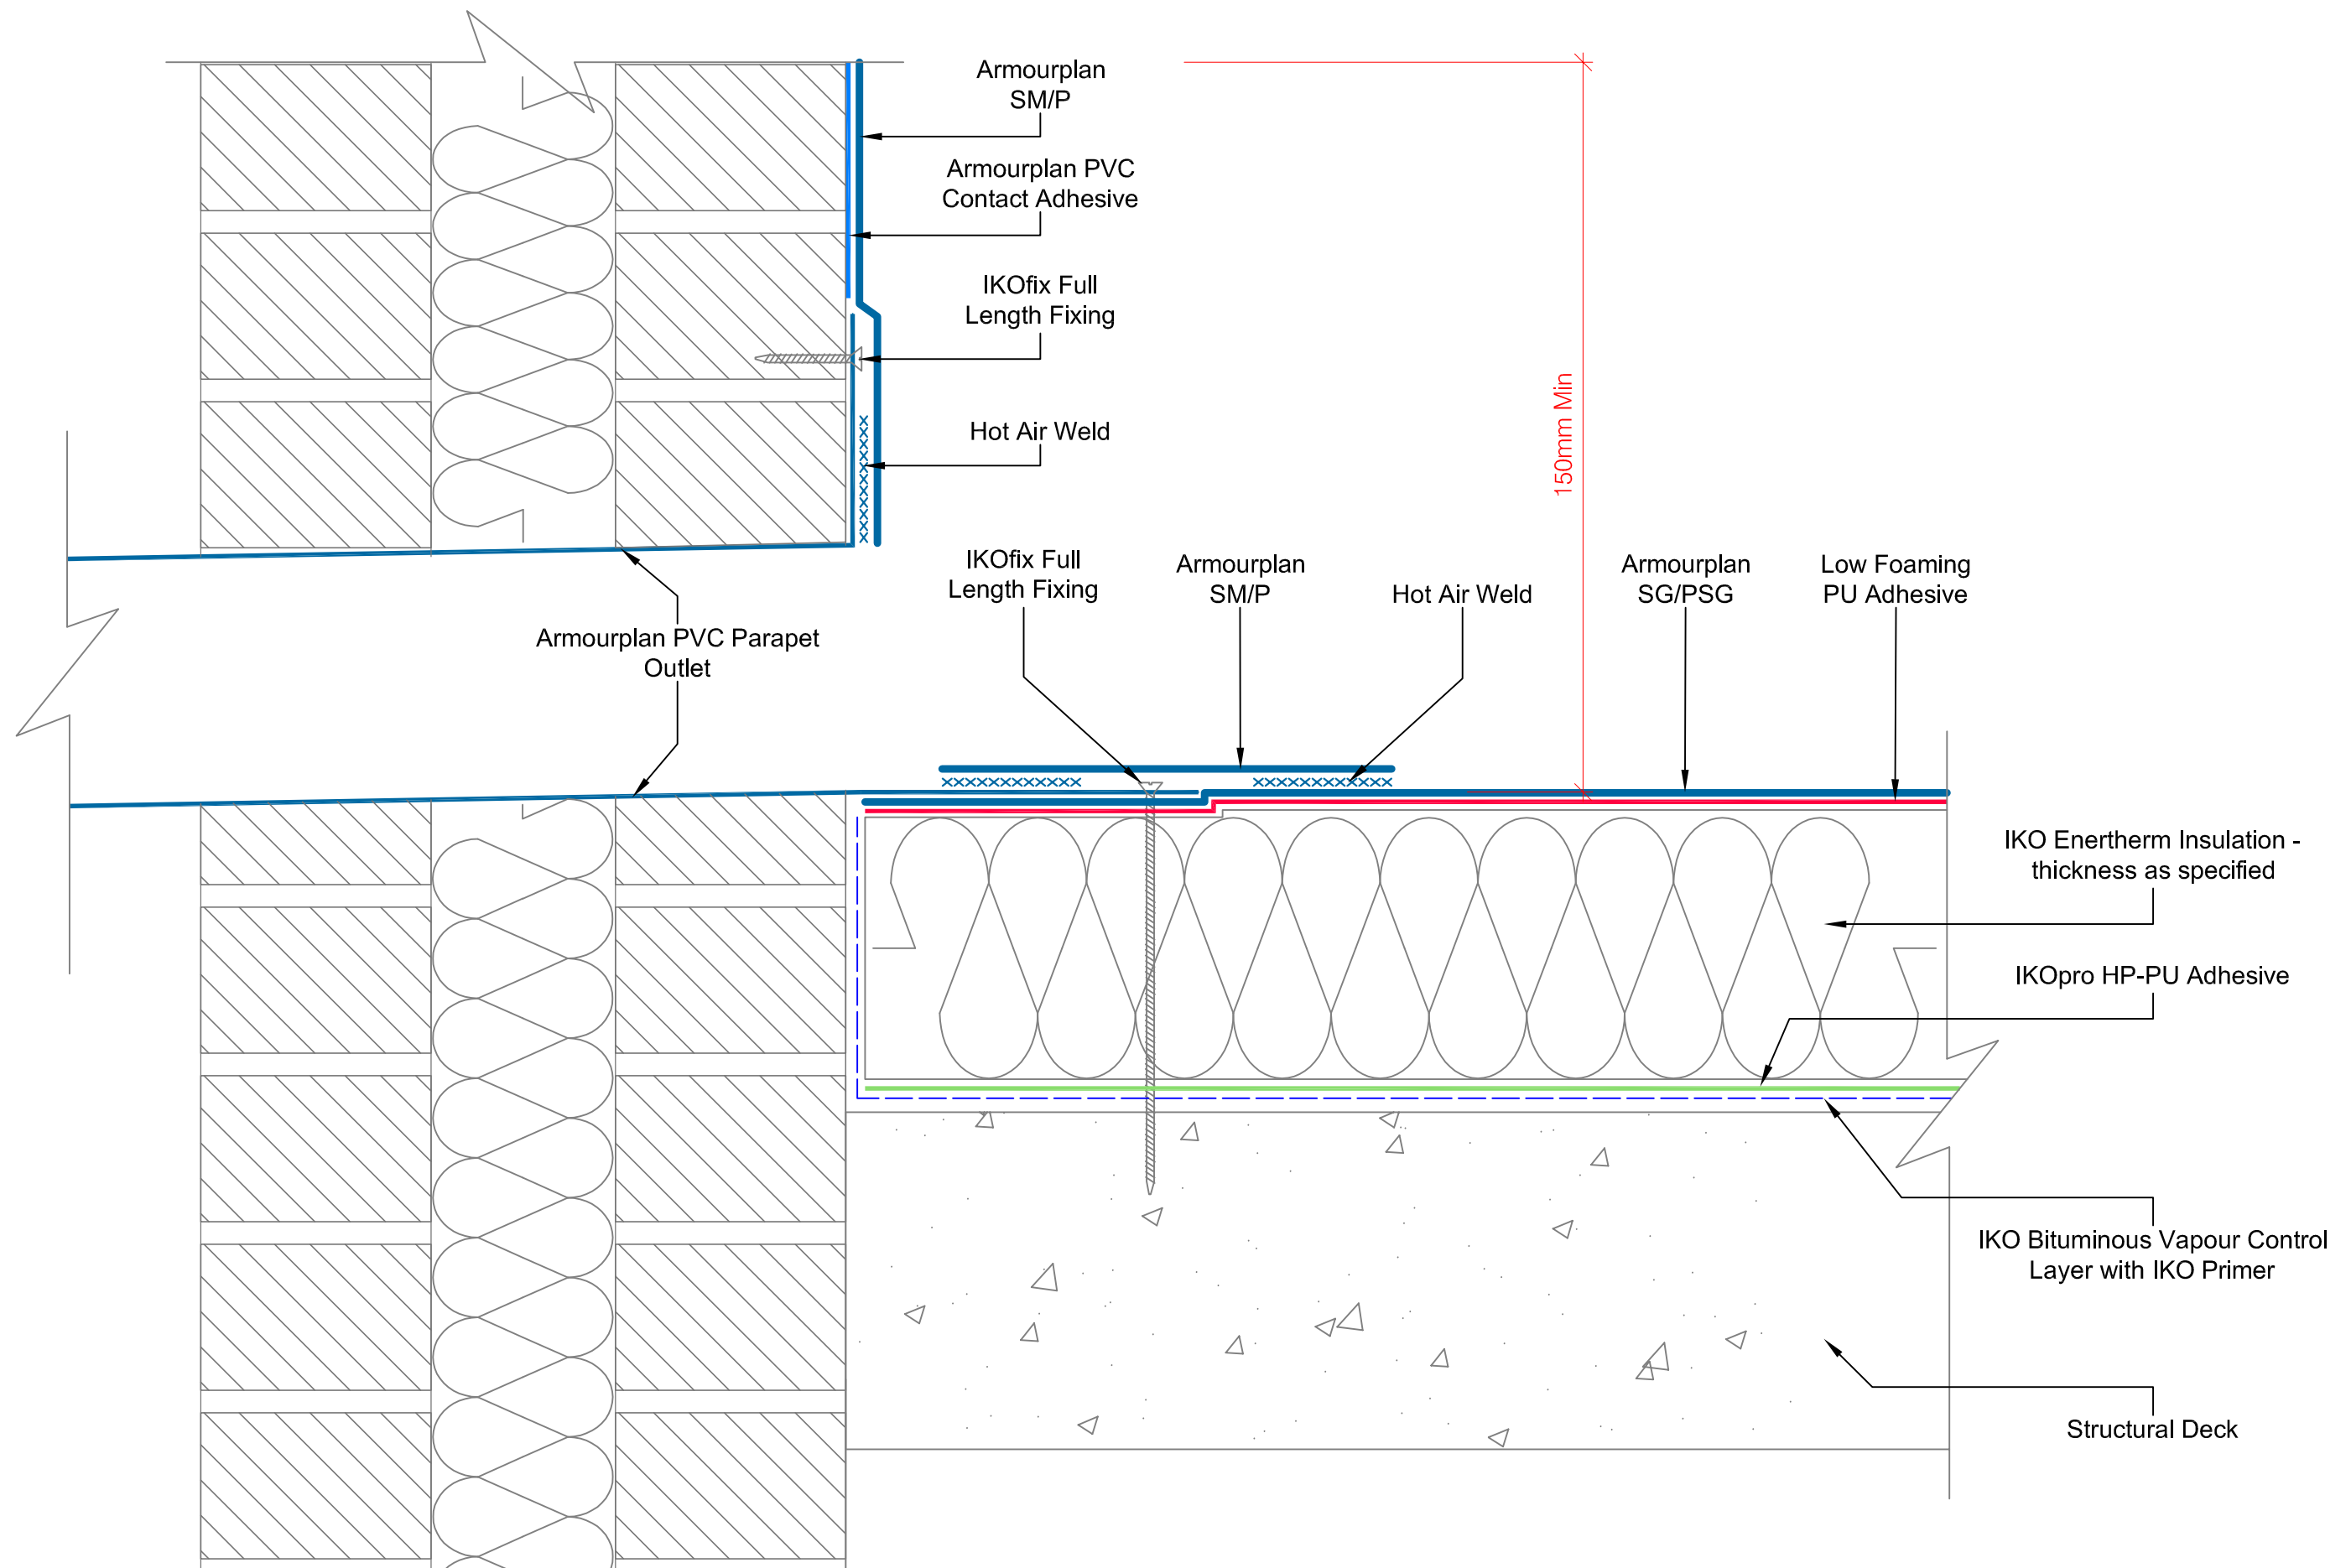 Armourplan
SM/P
Armourplan PVC
Contact Adhesive
IKOfix Full
Length Fixing
Hot Air Weld
150mm Min
IKOfix Full
Length Fixing
Armourplan
SM/P
Hot Air Weld
Armourplan
SG/PSG
Low Foaming
PU Adhesive
Armourplan PVC Parapet
Outlet
IKO Enertherm Insulation -
thickness as specified
IKOpro HP-PU Adhesive
IKO Bituminous Vapour Control
Layer with IKO Primer
Structural Deck